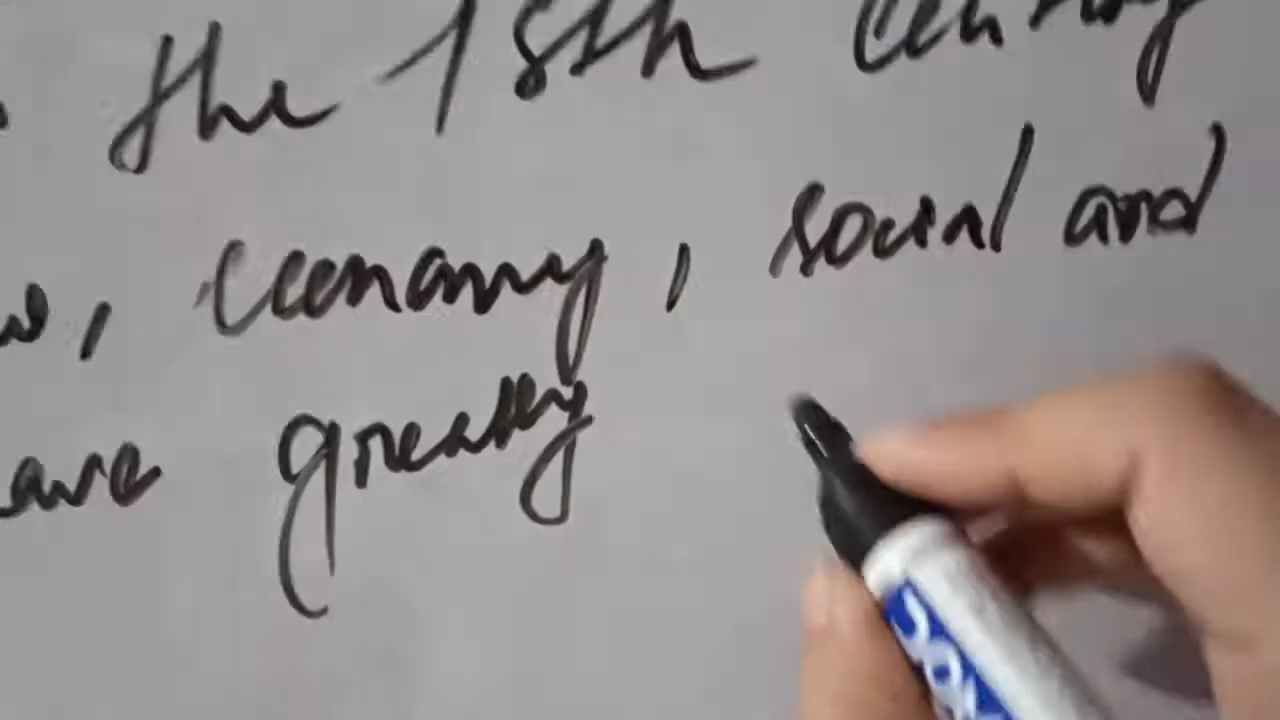 the 18th century
, economy, social and
are greatly